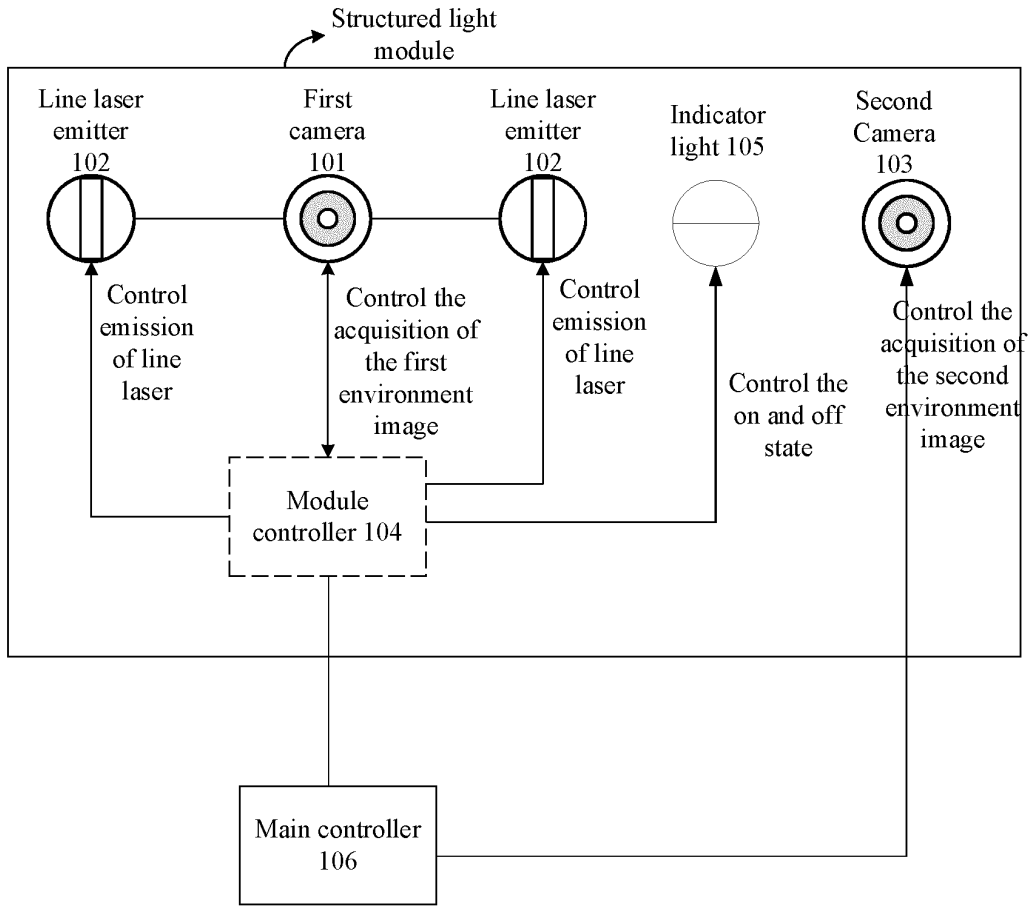 Structured light
module
Line laser
emitter
102
First
camera
101
Line laser
emitter
102
Indicator
light 105
Second
Camera
103
Control
emission
of line
laser
Control the
acquisition of
the first
environment
image
Control
emission
of line
laser
Control the
on and off
state
Control the
acquisition of
the second
environment
image
Module
controller 104
Main controller
106